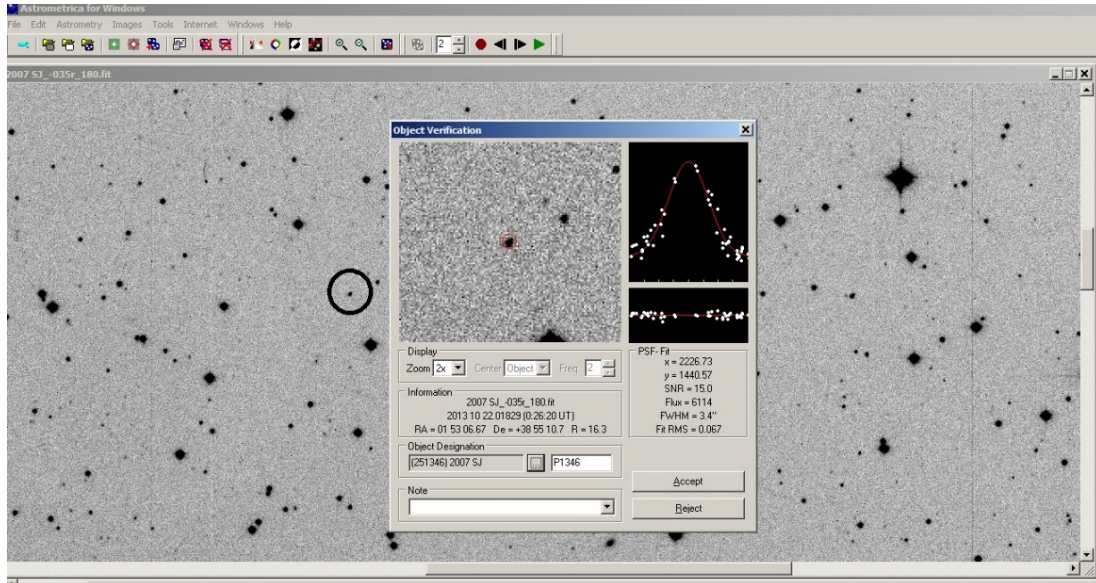 Astrometrica for Windows
File Edit Astrometry Images Tools Internet Windows Help
2
2007 SJ_-035r_180.fit
Object Verification
Display
Zoom 2x Center Object Freq 2
Information
2007 SJ_-035r_180.fit
2013 10 22.01829 (0:26:20 UT)
RA = 01 53 06.67 De = +38 55 10.7 R = 16.3
Object Designation
(251346) 2007 SJ ... P1346
Note
PSF- Fit
x = 2226.73
y = 1440.57
SNR = 15.0
Flux = 6114
FWHM = 3.4"
Fit RMS = 0.067
Accept
Reject